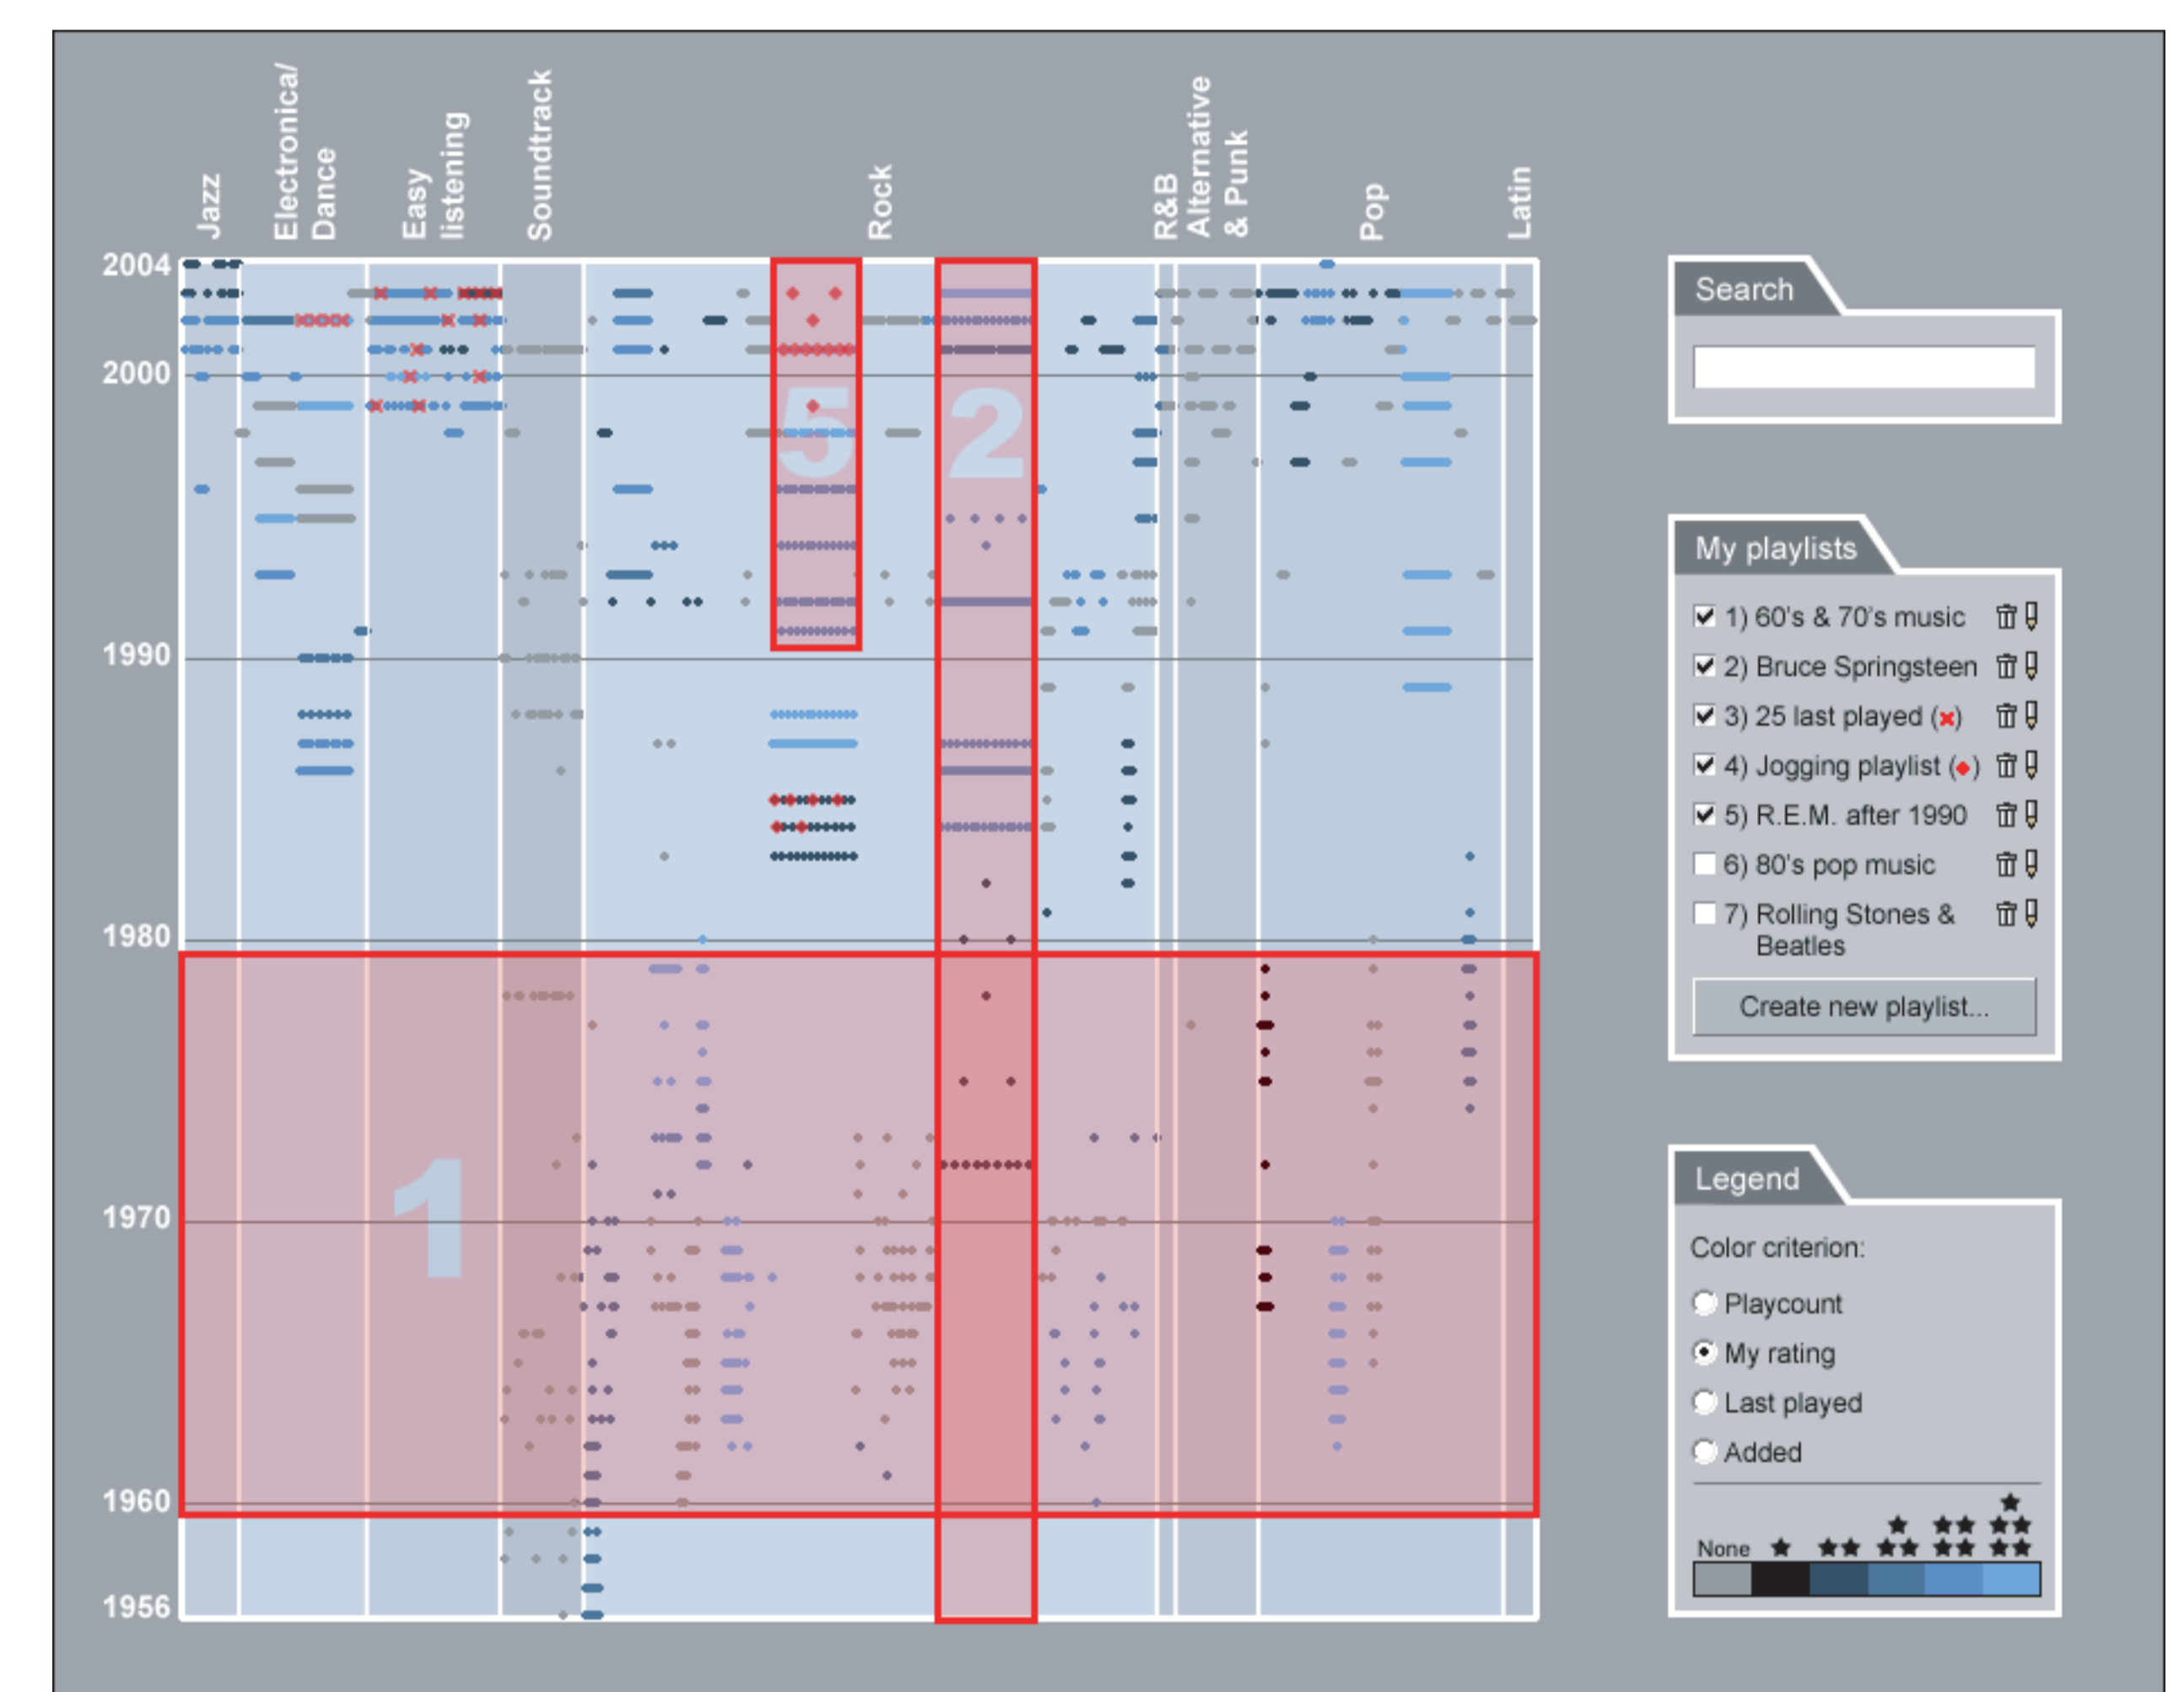 Jazz
Electronica/
Dance
Easy
listening
Soundtrack
Rock
R&B
Alternative
& Punk
Pop
Latin
2004
2000
1990
1980
1970
1960
1956
5
2
1
Search
My playlists
1) 60's & 70's music
2) Bruce Springsteen
3) 25 last played (✖)
4) Jogging playlist (◆)
5) R.E.M. after 1990
6) 80's pop music
7) Rolling Stones &
Beatles
Create new playlist...
Legend
Color criterion:
Playcount
My rating
Last played
Added
None